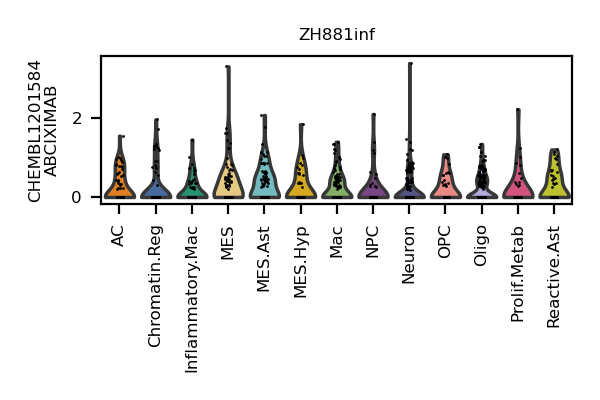 ZH881inf
CHEMBL1201584
ABCIXIMAB
2
0
AC
Chromatin.Reg
Inflammatory.Mac
MES
MES.Ast
MES.Hyp
Mac
NPC
Neuron
OPC
Oligo
Prolif.Metab
Reactive.Ast